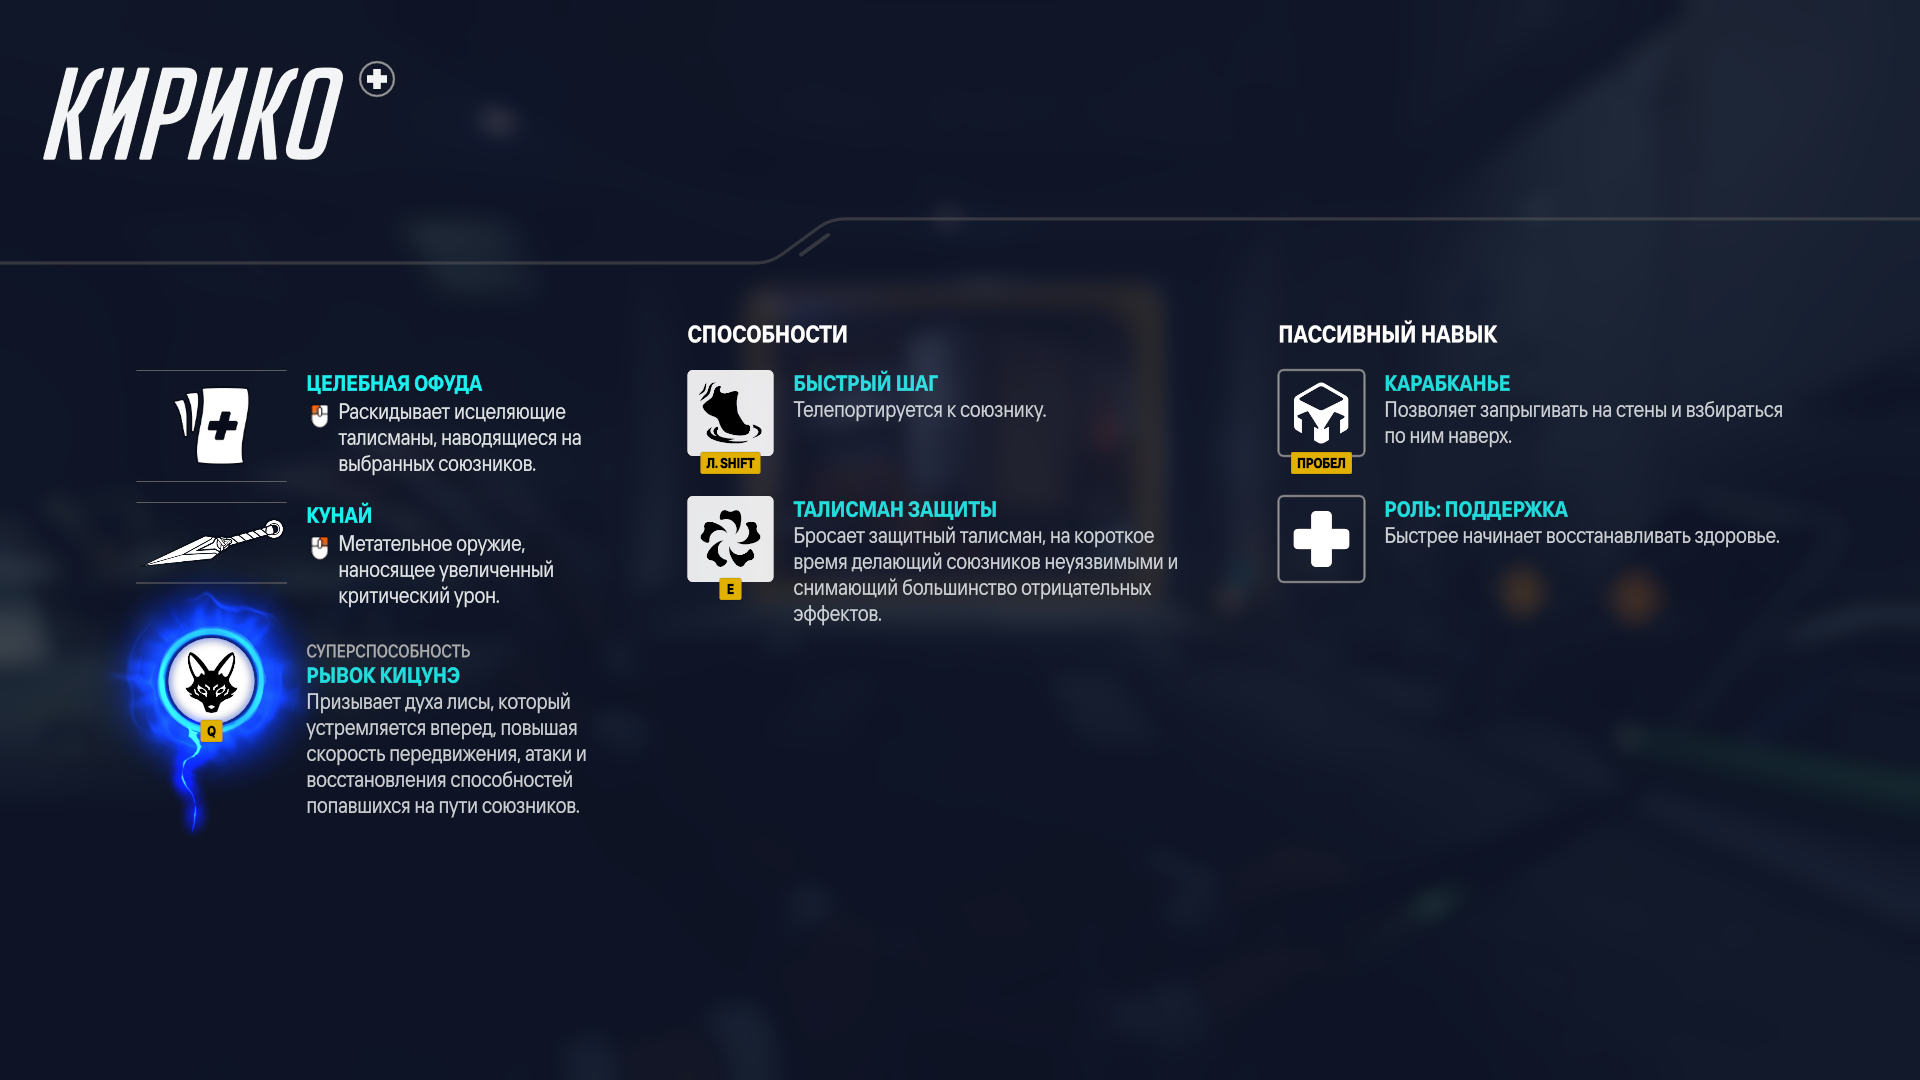 КИРИКО
ЦЕЛЕБНАЯ ОФУДА
Раскидывает исцеляющие
талисманы, наводящиеся на
выбранных союзников.
КУНАЙ
Метательное оружие,
наносящее увеличенный
критический урон.
Q
СУПЕРСПОСОБНОСТЬ
РЫВОК КИЦУНЭ
Призывает духа лисы, который
устремляется вперед, повышая
скорость передвижения, атаки и
восстановления способностей
попавшихся на пути союзников.
СПОСОБНОСТИ
БЫСТРЫЙ ШАГ
Телепортируется к союзнику.
Л. SHIFT
ТАЛИСМАН ЗАЩИТЫ
Бросает защитный талисман, на короткое
время делающий союзников неуязвимыми и
снимающий большинство отрицательных
эффектов.
E
ПАССИВНЫЙ НАВЫК
КАРАБКАНЬЕ
Позволяет запрыгивать на стены и взбираться
по ним наверх.
ПРОБЕЛ
РОЛЬ: ПОДДЕРЖКА
Быстрее начинает восстанавливать здоровье.